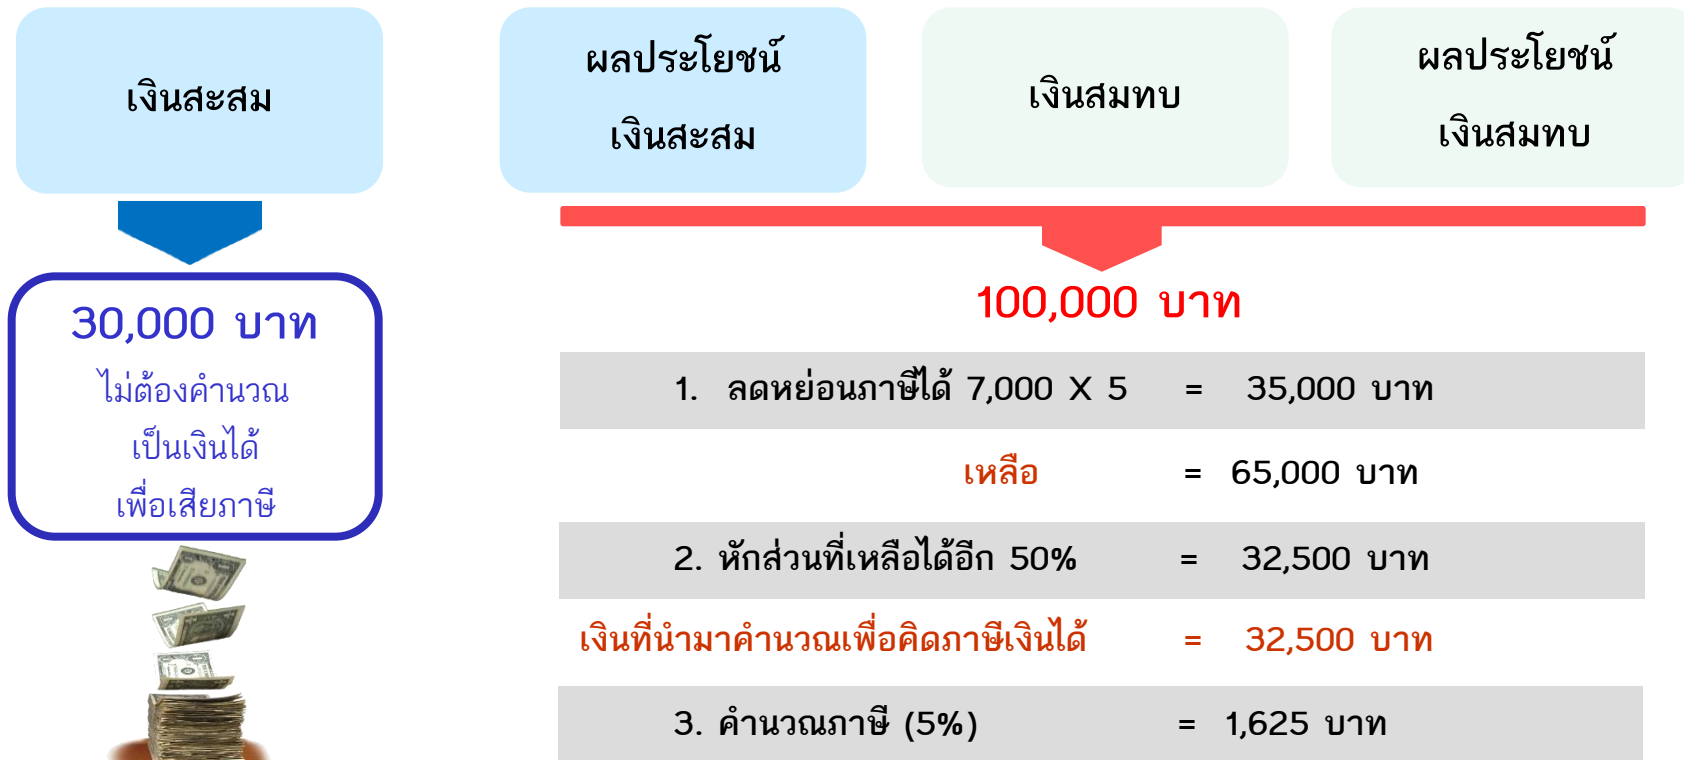 เงินสะสม
ผลประโยชน์
เงินสะสม
เงินสมทบ
ผลประโยชน์
เงินสมทบ
30,000 บาท
ไม่ต้องคำนวณ
เป็นเงินได้
เพื่อเสียภาษี
100,000 บาท
1. ลดหย่อนภาษีได้ 7,000 X 5 = 35,000 บาท
เหลือ = 65,000 บาท
2. หักส่วนที่เหลือได้อีก 50% = 32,500 บาท
เงินที่นำมาคำนวณเพื่อคิดภาษีเงินได้ = 32,500 บาท
3. คำนวณภาษี (5%) = 1,625 บาท